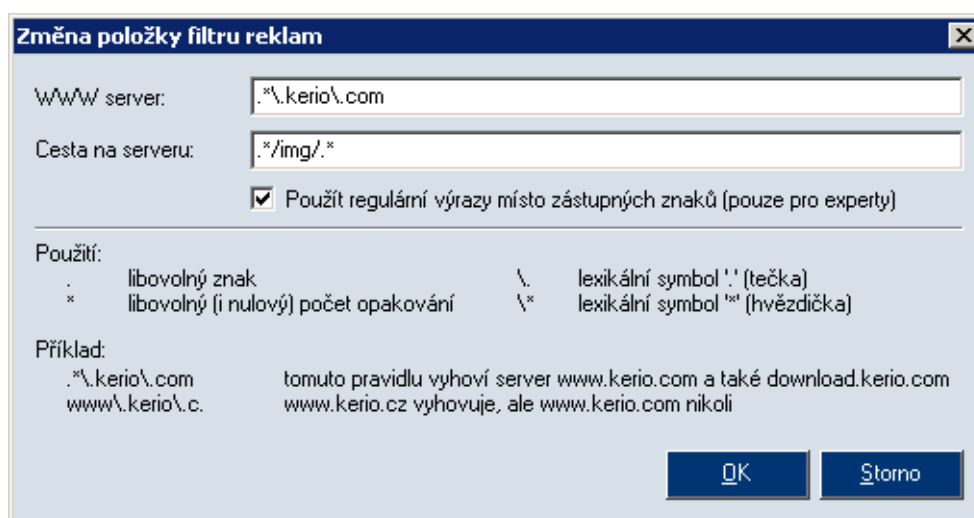 Změna položky filtru reklam
WWW server: .*\.kerio\.com
Cesta na serveru: .*/img/.*
Použít regulární výrazy místo zástupných znaků (pouze pro experty)
Použití:
. libovolný znak \. lexikální symbol '.' (tečka)
* libovolný (i nulový) počet opakování \* lexikální symbol '*' (hvězdička)
Příklad:
.*\.kerio\.com tomuto pravidlu vyhoví server www.kerio.com a také download.kerio.com
www\.kerio\.c. www.kerio.cz vyhovuje, ale www.kerio.com nikoli
OK Storno